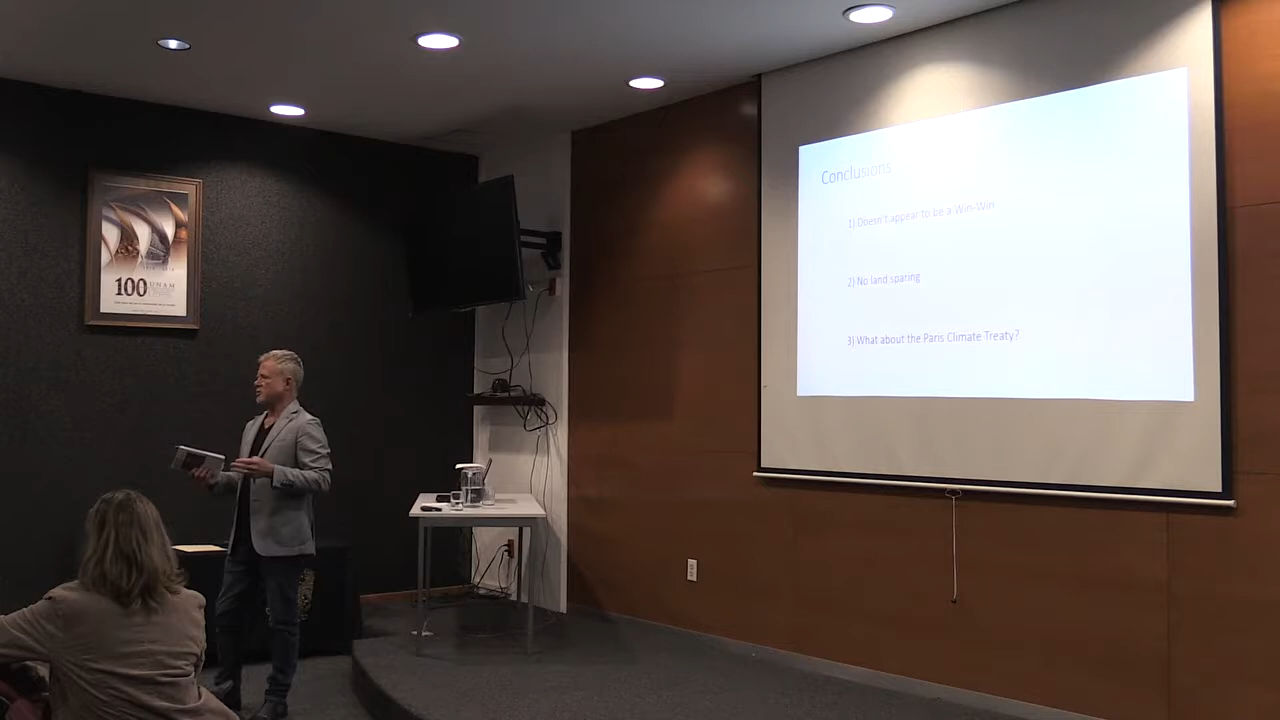 100 UNAM
Conclusions
1) Doesn't appear to be a Win-Win
2) No land sparing
3) What about the Paris Climate Treaty?